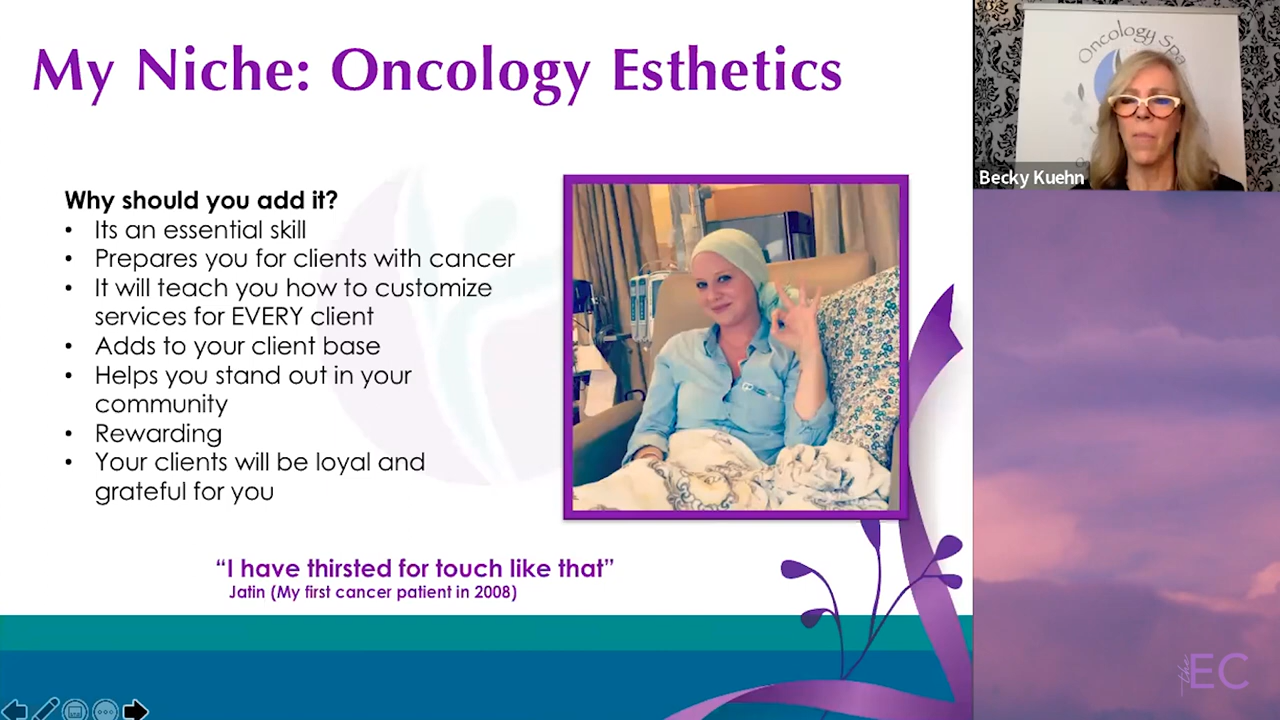 My Niche: Oncology Esthetics
Why should you add it?
• Its an essential skill
• Prepares you for clients with cancer
• It will teach you how to customize
services for EVERY client
• Adds to your client base
• Helps you stand out in your
community
• Rewarding
• Your clients will be loyal and
grateful for you
“I have thirsted for touch like that”
Jatin (My first cancer patient in 2008)
Oncology Spa
Becky Kuehn
the EC